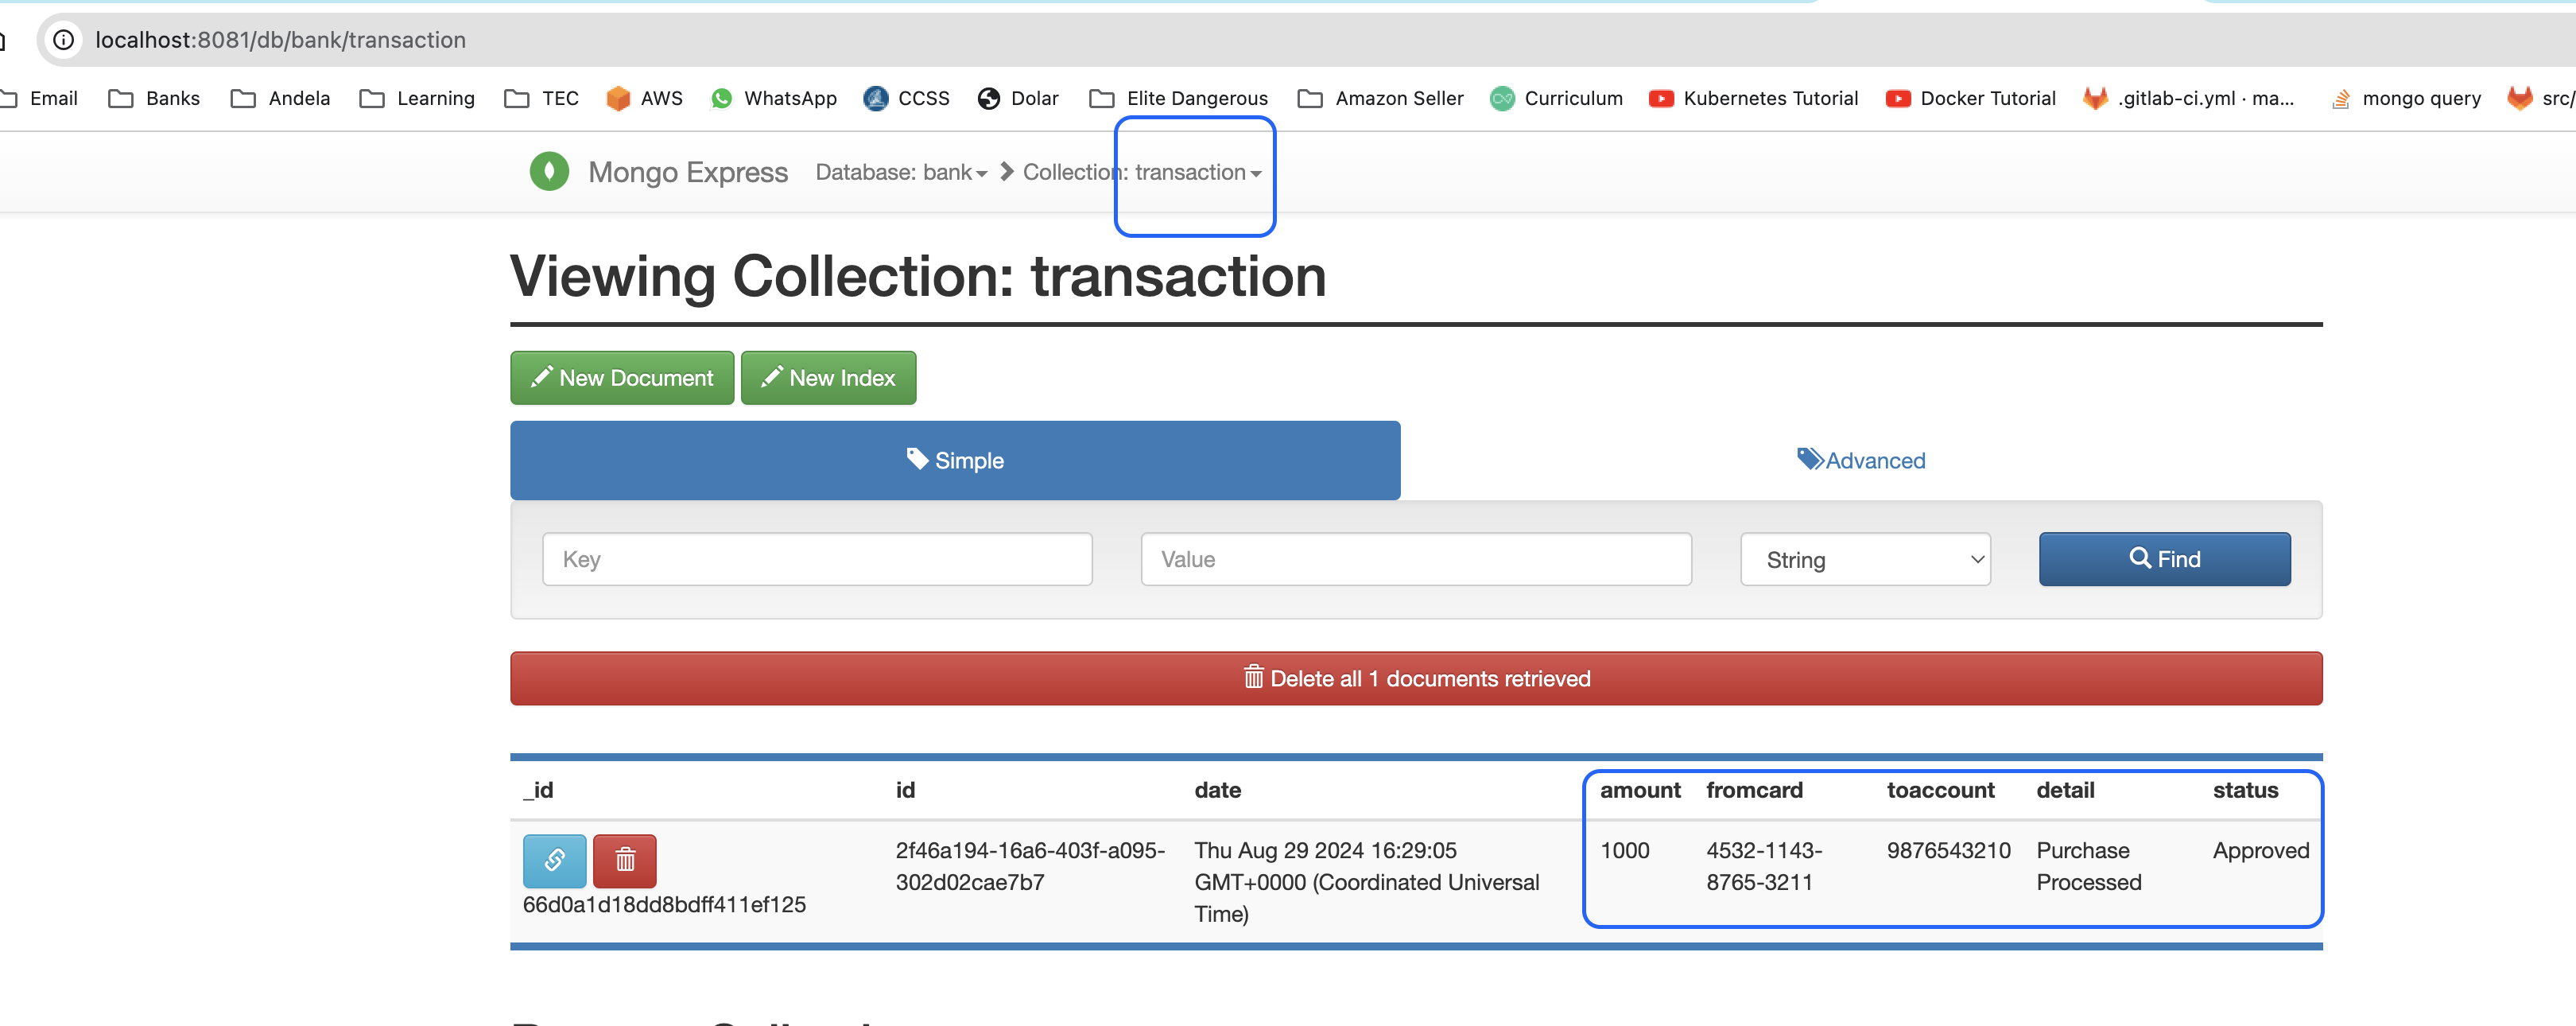 localhost:8081/db/bank/transaction
Email Banks Andela Learning TEC AWS WhatsApp CCSS Dolar Elite Dangerous Amazon Seller Curriculum Kubernetes Tutorial Docker Tutorial .gitlab-ci.yml · ma... mongo query src/
Mongo Express Database: bank Collection: transaction
Viewing Collection: transaction
New Document New Index
Simple Advanced
Key Value String Find
Delete all 1 documents retrieved
_id id date amount fromcard toaccount detail status
2f46a194-16a6-403f-a095- Thu Aug 29 2024 16:29:05 1000 4532-1143- 9876543210 Purchase Approved
302d02cae7b7 GMT+0000 (Coordinated Universal 8765-3211 Processed
66d0a1d18dd8bdff411ef125 Time)